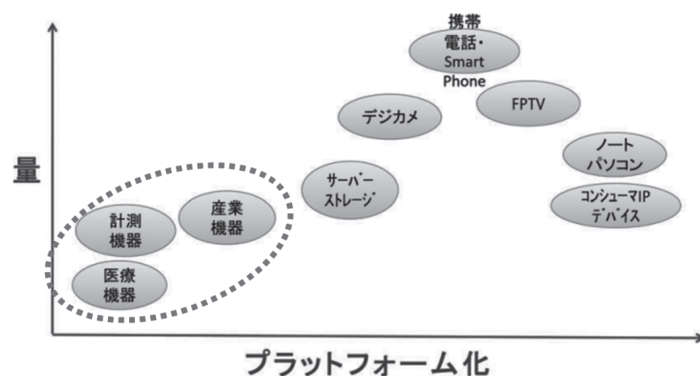 携帯
電話・
Smart
Phone
FPTV
デジカメ
ノート
パソコン
量
サーバー
ストレージ
コンシューマIP
デバイス
産業
機器
計測
機器
医療
機器
プラットフォーム化